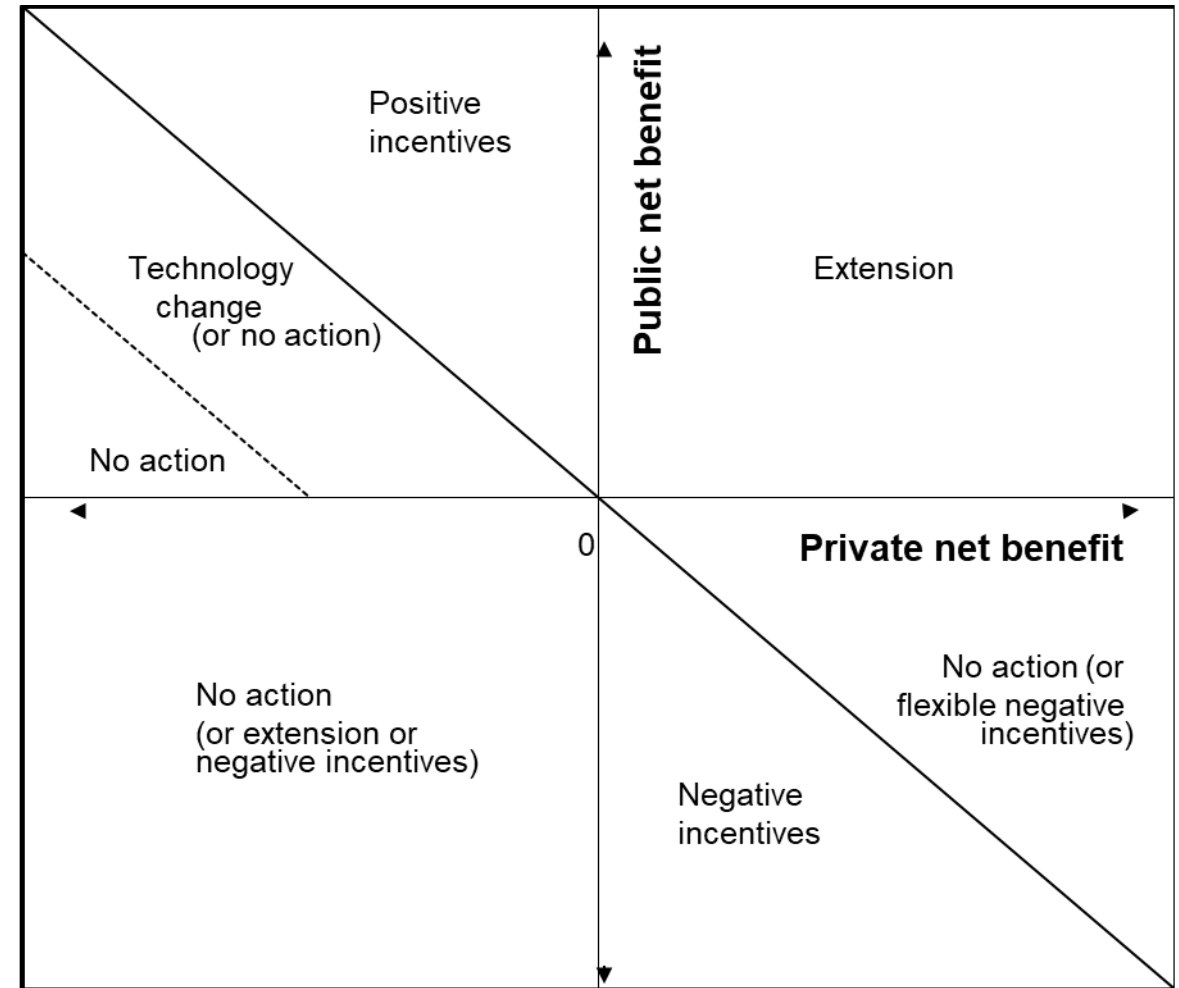 Positive
incentives
Public net benefit
Extension
Technology
change
(or no action)
No action
0
Private net benefit
No action (or
flexible negative
incentives)
No action
(or extension or
negative incentives)
Negative
incentives